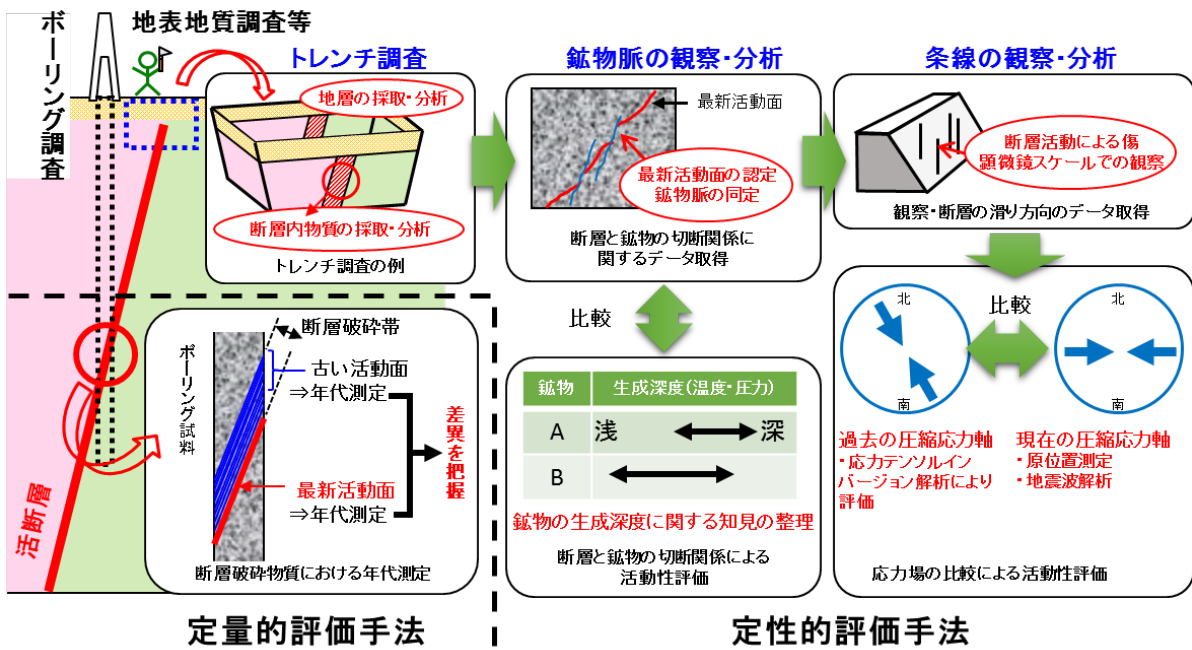 ボーリング調査
地表地質調査等
トレンチ調査
地層の採取・分析
断層内物質の採取・分析
トレンチ調査の例
鉱物脈の観察・分析
最新活動面
最新活動面の認定
鉱物脈の同定
断層と鉱物の切断関係に
関するデータ取得
条線の観察・分析
断層活動による傷
顕微鏡スケールでの観察
観察・断層の滑り方向のデータ取得
活断層
ボーリング試料
断層破砕帯
古い活動面
⇒年代測定
最新活動面
⇒年代測定
差異を把握
断層破砕物質における年代測定
比較
鉱物 生成深度(温度・圧力)
A 浅 深
B
鉱物の生成深度に関する知見の整理
断層と鉱物の切断関係による
活動性評価
北
南
比較
北
南
過去の圧縮応力軸
・応力テンソルイン
バージョン解析により
評価
現在の圧縮応力軸
・原位置測定
・地震波解析
応力場の比較による活動性評価
定量的評価手法
定性的評価手法